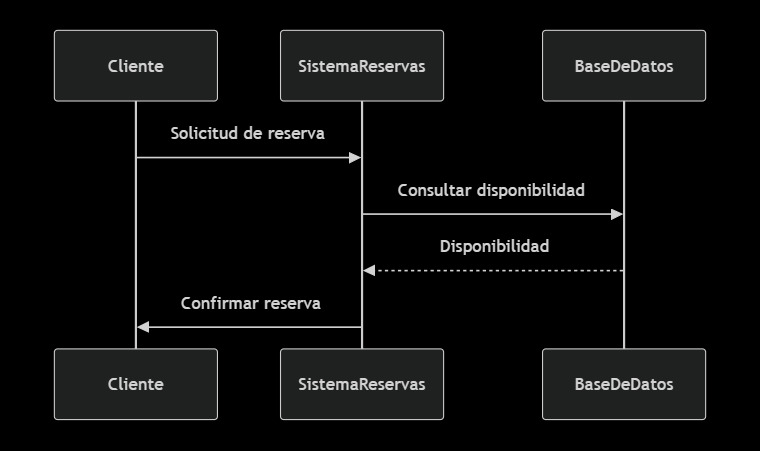 Cliente
SistemaReservas
BaseDeDatos
Solicitud de reserva
Consultar disponibilidad
Disponibilidad
Confirmar reserva
Cliente
SistemaReservas
BaseDeDatos